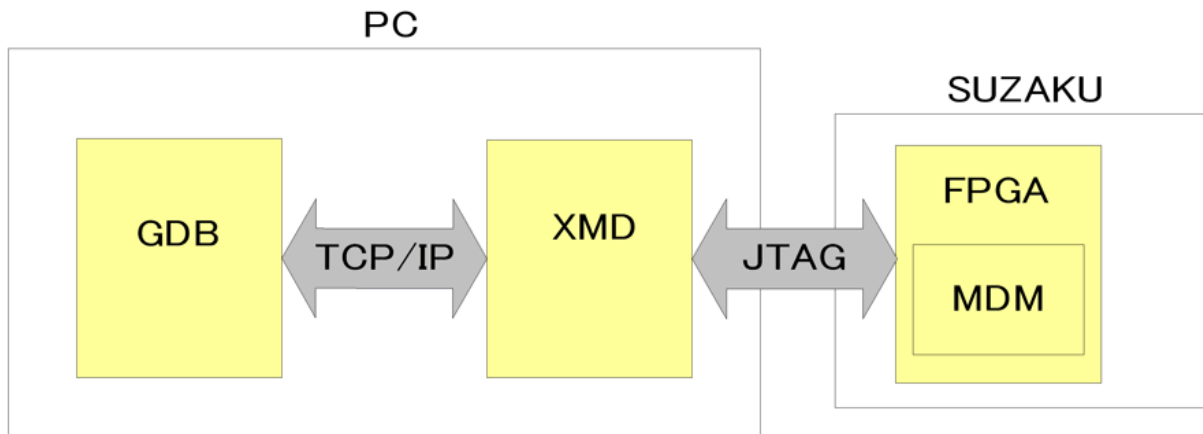 PC
SUZAKU
GDB
TCP/IP
XMD
JTAG
FPGA
MDM